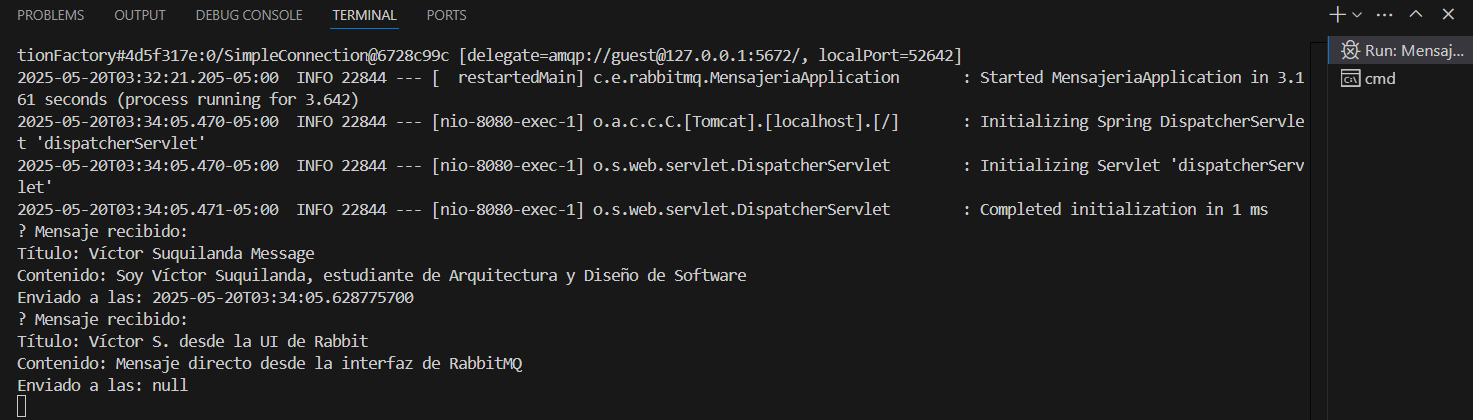 PROBLEMS OUTPUT DEBUG CONSOLE TERMINAL PORTS
tionFactory#4d5f317e:0/SimpleConnection@6728c99c [delegate=amqp://guest@127.0.0.1:5672/, localPort=52642]
2025-05-20T03:32:21.205-05:00  INFO 22844 --- [  restartedMain] c.e.rabbitmq.MensajeriaApplication       : Started MensajeriaApplication in 3.1
61 seconds (process running for 3.642)
2025-05-20T03:34:05.470-05:00  INFO 22844 --- [nio-8080-exec-1] o.a.c.c.C.[Tomcat].[localhost].[/]       : Initializing Spring DispatcherServle
t 'dispatcherServlet'
2025-05-20T03:34:05.470-05:00  INFO 22844 --- [nio-8080-exec-1] o.s.web.servlet.DispatcherServlet        : Initializing Servlet 'dispatcherServ
let'
2025-05-20T03:34:05.471-05:00  INFO 22844 --- [nio-8080-exec-1] o.s.web.servlet.DispatcherServlet        : Completed initialization in 1 ms
? Mensaje recibido:
Título: Víctor Suquilanda Message
Contenido: Soy Víctor Suquilanda, estudiante de Arquitectura y Diseño de Software
Enviado a las: 2025-05-20T03:34:05.628775700
? Mensaje recibido:
Título: Víctor S. desde la UI de Rabbit
Contenido: Mensaje directo desde la interfaz de RabbitMQ
Enviado a las: null
Run: Mensaj...
cmd